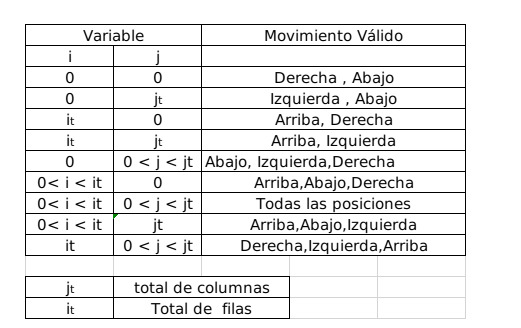 Variable Movimiento Válido
i j
0 0 Derecha , Abajo
0 jt Izquierda , Abajo
it 0 Arriba, Derecha
it jt Arriba, Izquierda
0 0 < j < jt Abajo, Izquierda,Derecha
0< i < it 0 Arriba,Abajo,Derecha
0< i < it 0 < j < jt Todas las posiciones
0< i < it jt Arriba,Abajo,Izquierda
it 0 < j < jt Derecha,Izquierda,Arriba
jt total de columnas
it Total de filas